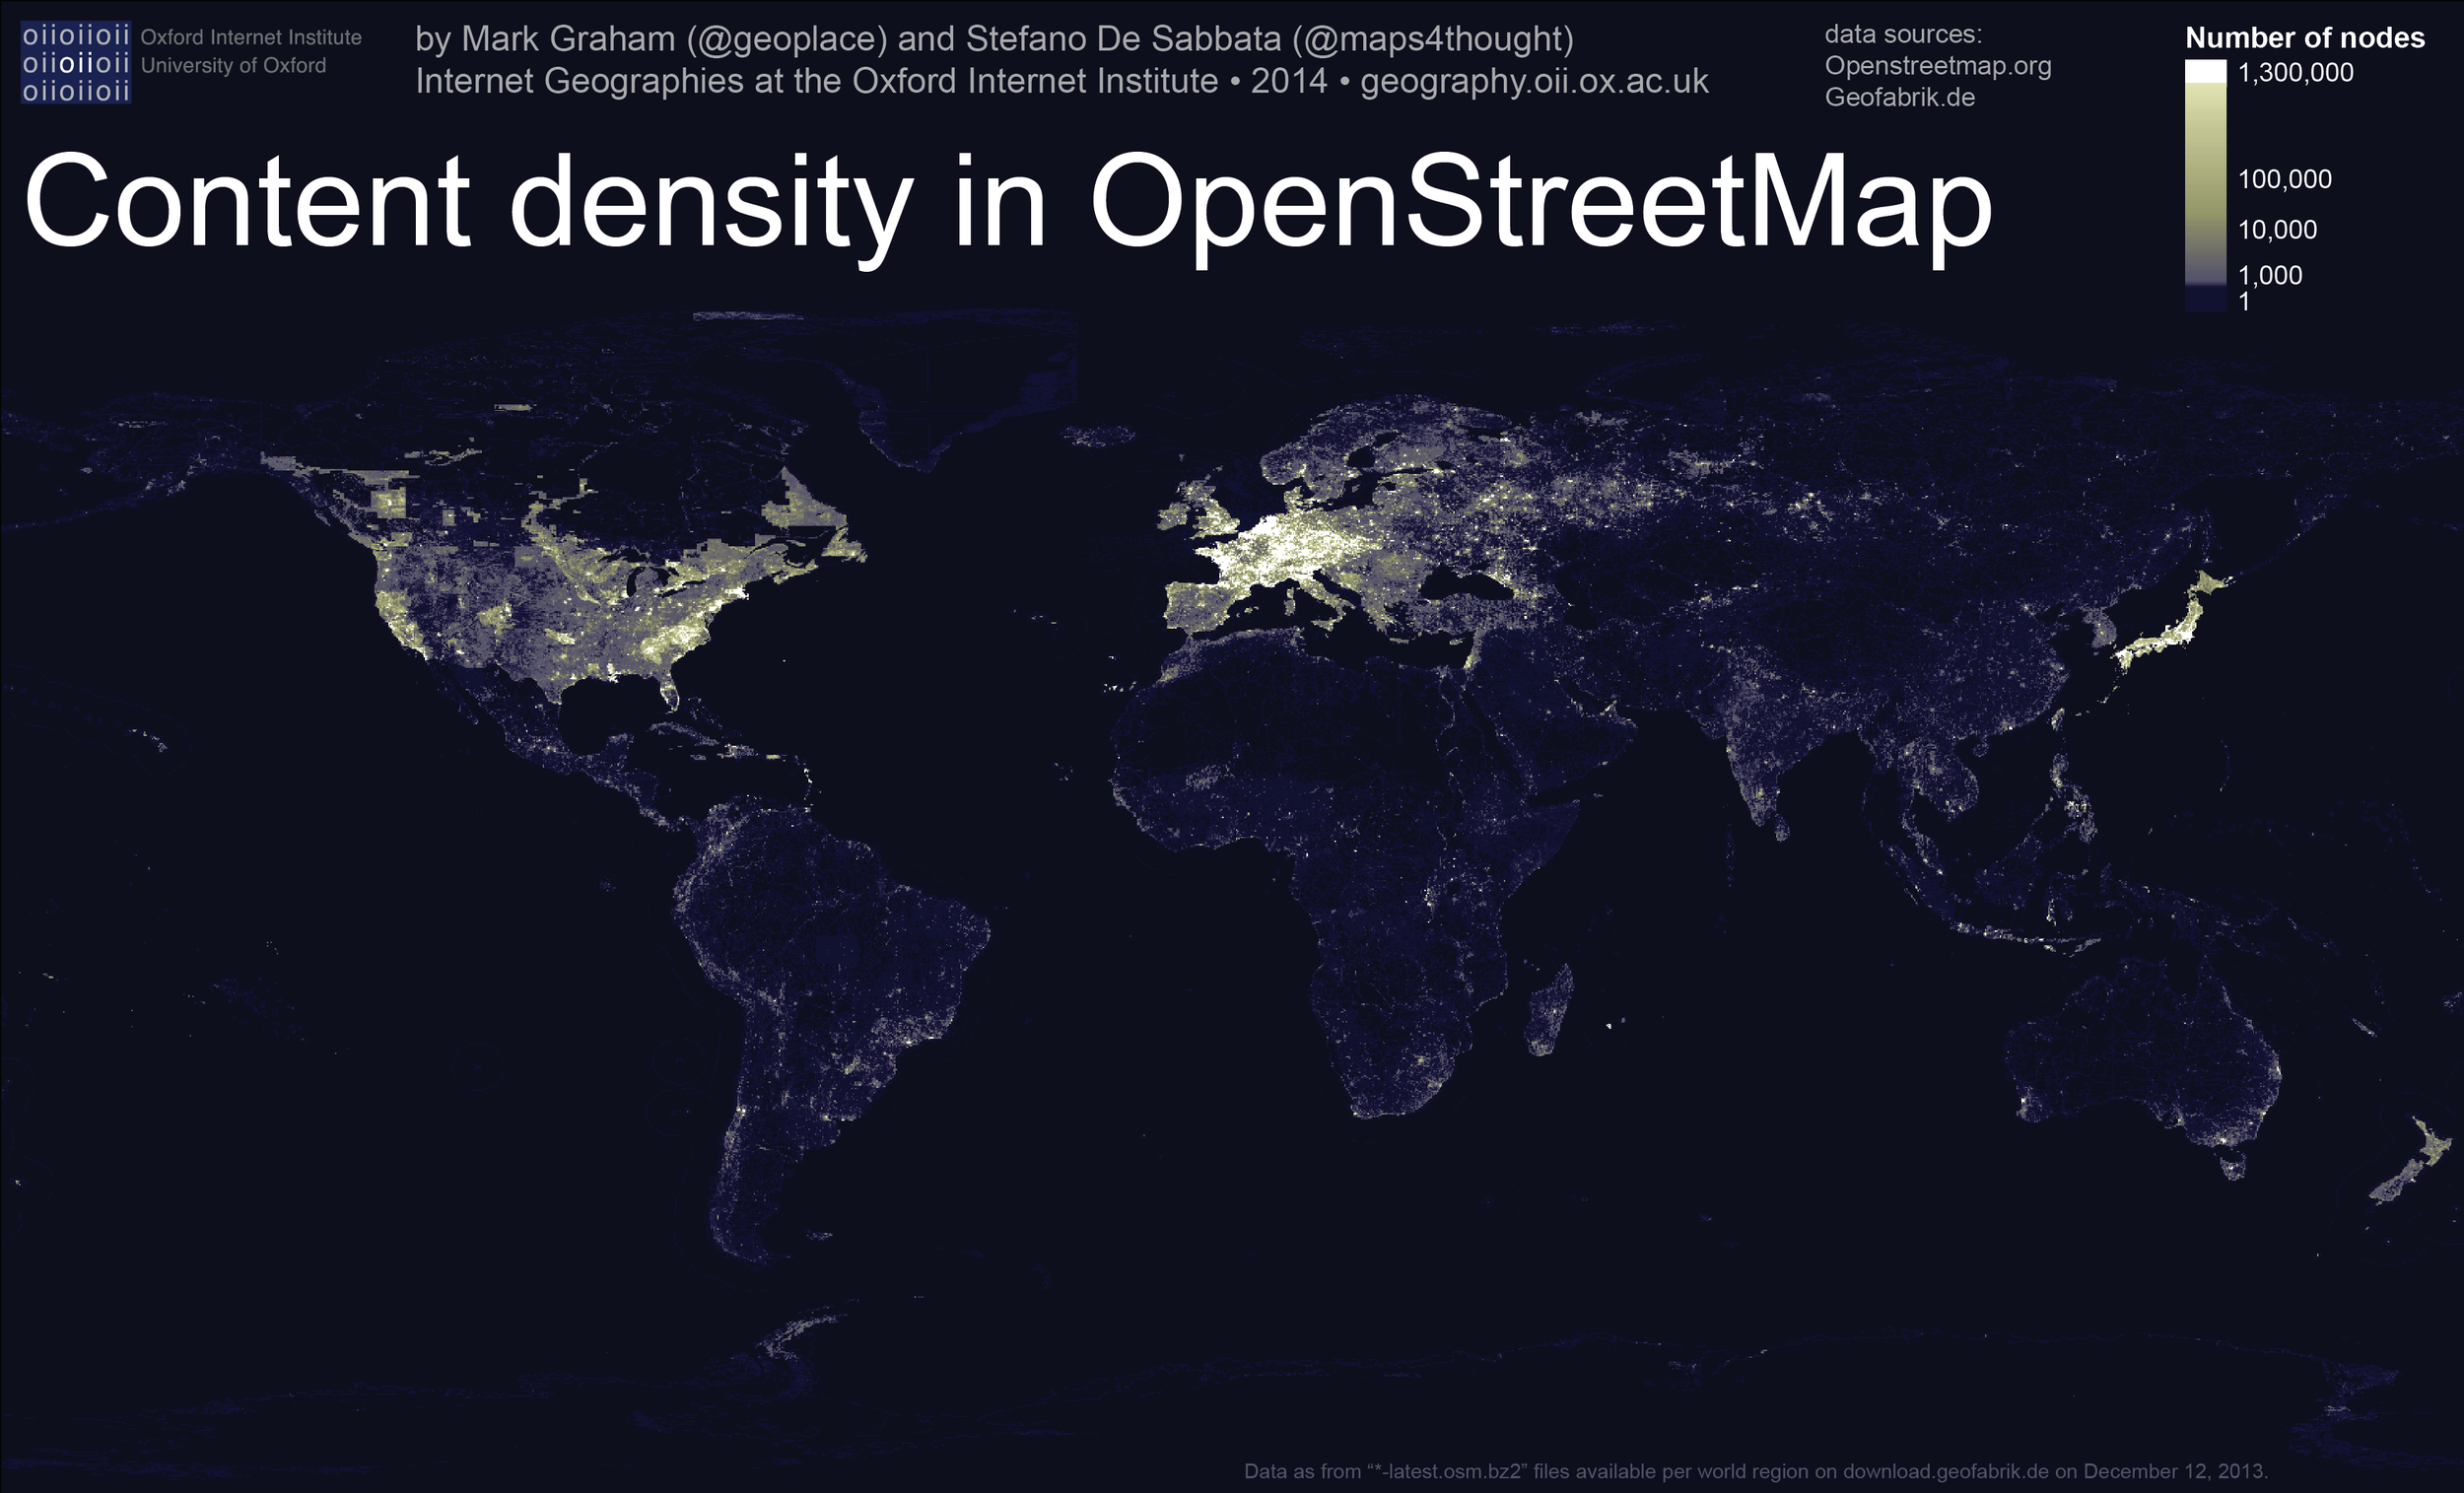 oiioiioii
oiioiioii
oiioiioii
Oxford Internet Institute
University of Oxford
by Mark Graham (@geoplace) and Stefano De Sabbata (@maps4thought)
Internet Geographies at the Oxford Internet Institute • 2014 • geography.oii.ox.ac.uk
data sources:
Openstreetmap.org
Geofabrik.de
Number of nodes
1,300,000
100,000
10,000
1,000
1
Content density in OpenStreetMap
Data as from “*-latest.osm.bz2” files available per world region on download.geofabrik.de on December 12, 2013.